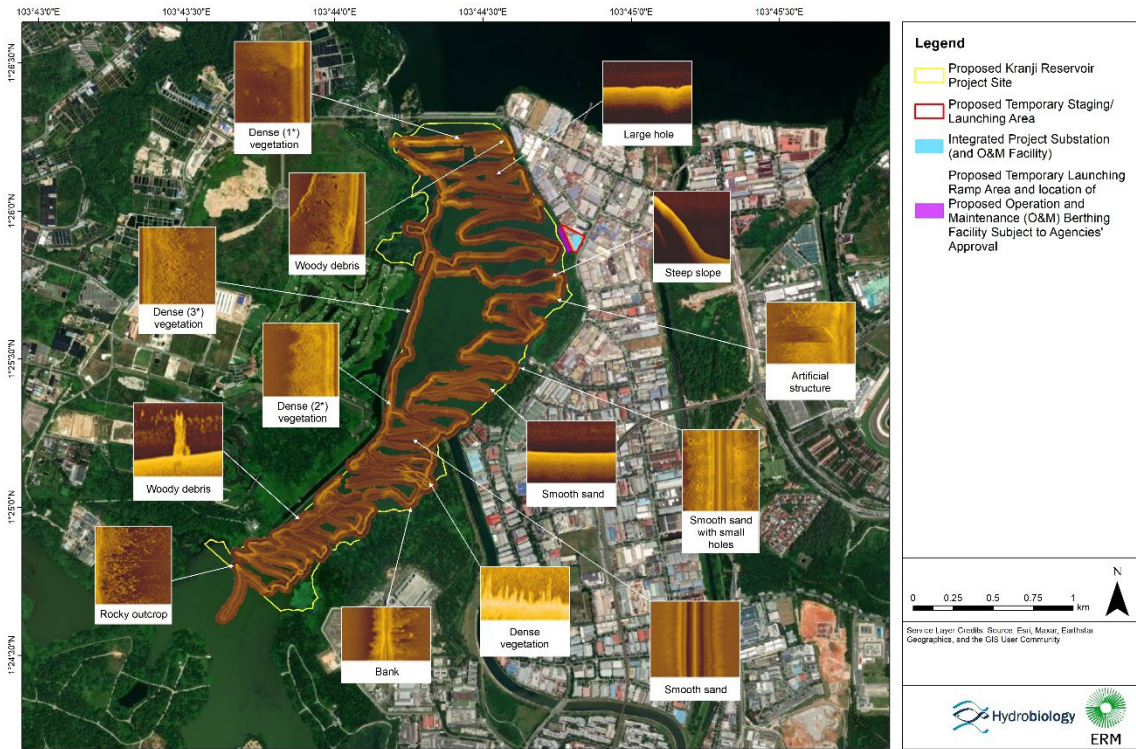 103°43'0"E 103°43'30"E 103°44'0"E 103°44'30"E 103°45'0"E 103°45'30"E
1°26'30"N
1°26'0"N
1°25'30"N
1°25'0"N
1°24'30"N
Dense (1*)
vegetation
Large hole
Woody debris
Steep slope
Dense (3*)
vegetation
Artificial
structure
Dense (2*)
vegetation
Woody debris
Smooth sand
Smooth sand
with small
holes
Rocky outcrop
Bank
Dense
vegetation
Smooth sand
Legend
Proposed Kranji Reservoir
Project Site
Proposed Temporary Staging/
Launching Area
Integrated Project Substation
(and O&M Facility)
Proposed Temporary Launching
Ramp Area and location of
Proposed Operation and
Maintenance (O&M) Berthing
Facility Subject to Agencies'
Approval
N
0 0.25 0.5 0.75 1
km
Service Layer Credits: Source: Esri, Maxar, Earthstar
Geographics, and the GIS User Community
Hydrobiology
ERM